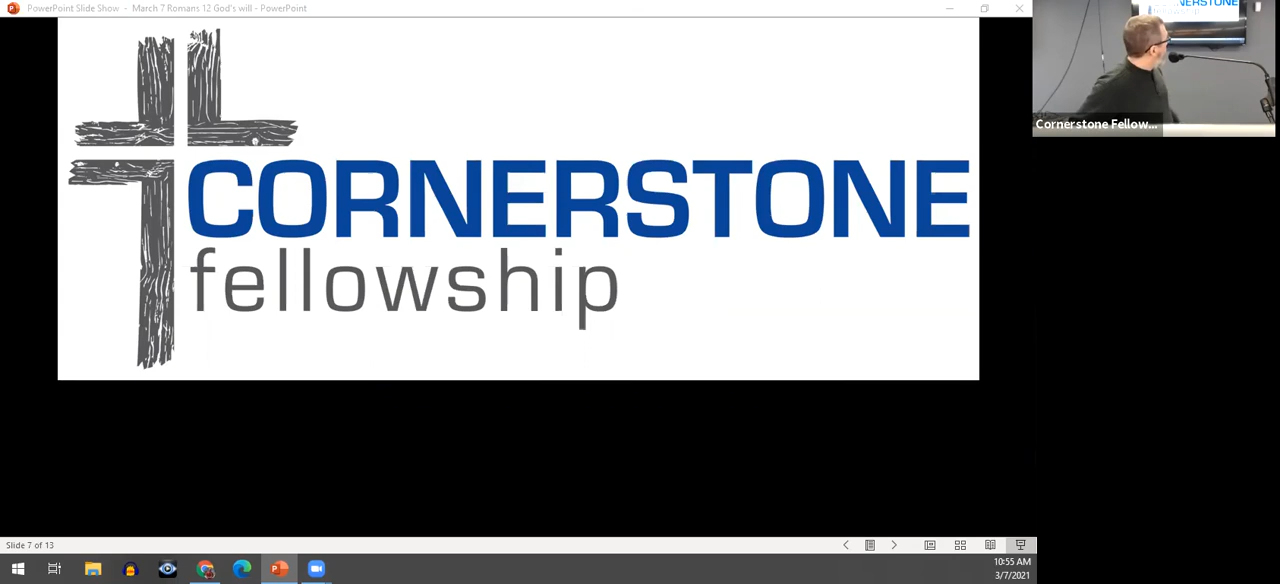 PowerPoint Slide Show - March 7 Romans 12 God's will - PowerPoint
CORNERSTONE
fellowship
NERSTONE
Cornerstone Fellow...
Slide 7 of 13
10:55 AM
3/7/2021